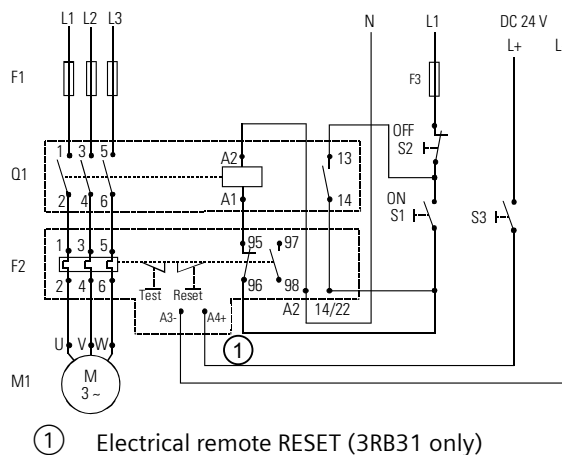 L1 L2 L3 N L1 DC 24 V
L+ L
F1
F3
OFF
S2
1 3 5 A2 13
Q1
A1 14
2 4 6
ON
S1 S3
1 3 5 95 97
F2
2 4 6 Test Reset 96 98
A2 14/22
A3- A4+
1
U V W
M1
M
3 ~
1 Electrical remote RESET (3RB31 only)